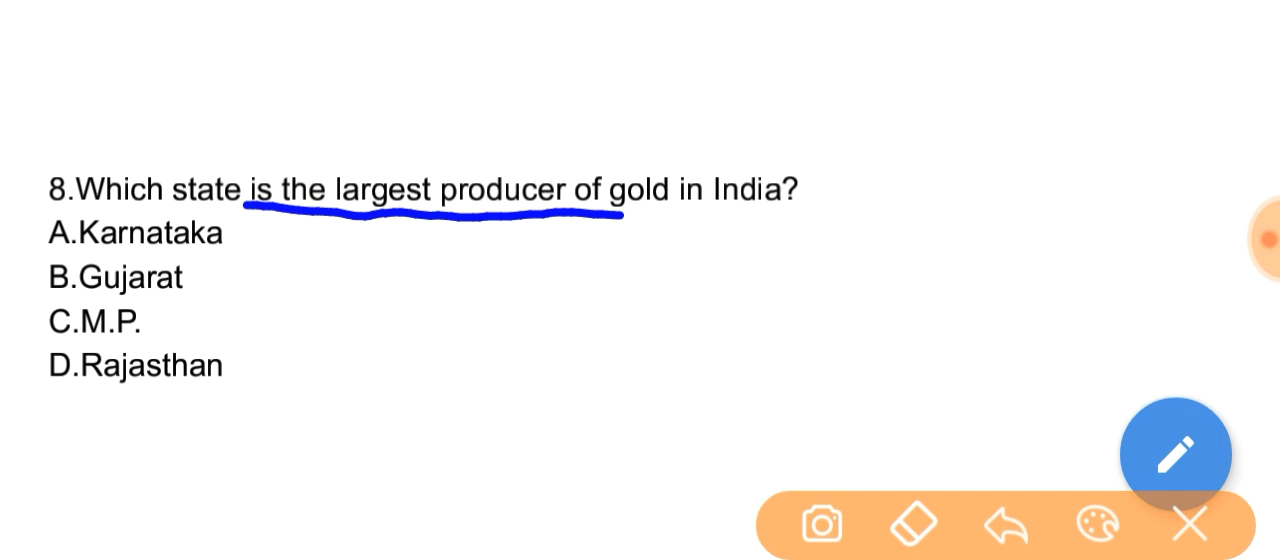 8.Which state is the largest producer of gold in India?
A.Karnataka
B.Gujarat
C.M.P.
D.Rajasthan